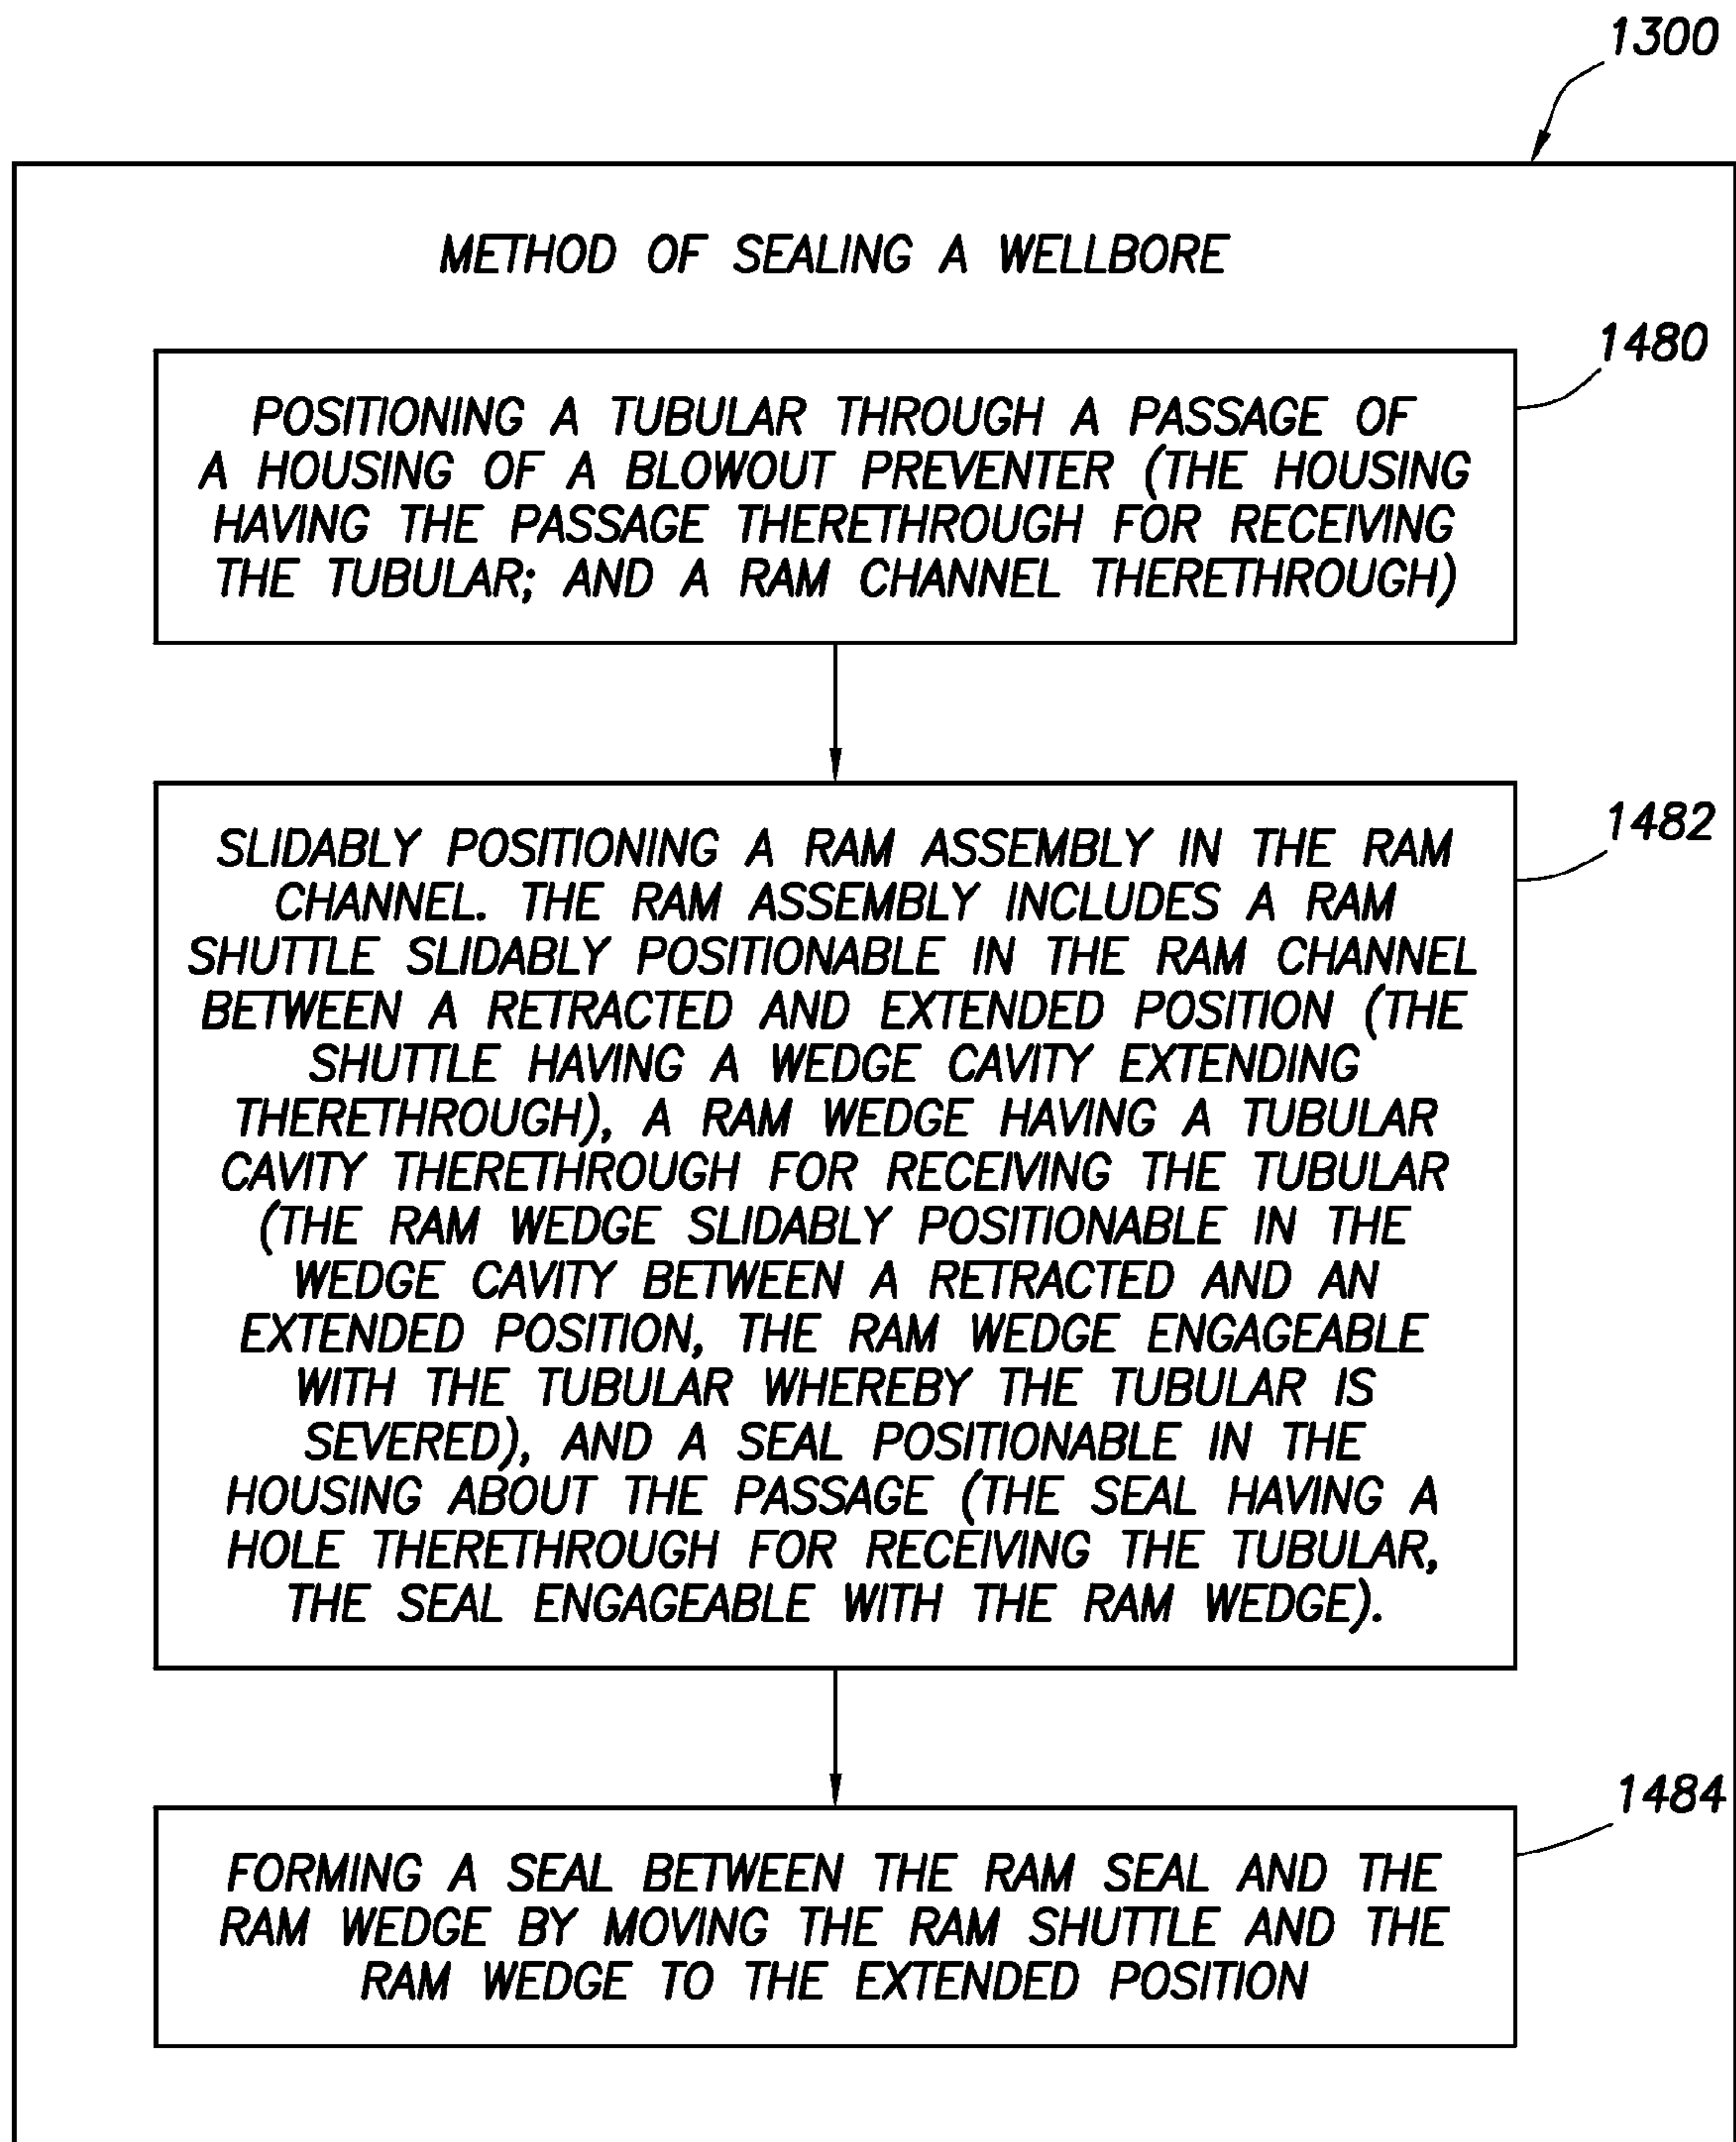 1300
METHOD OF SEALING A WELLBORE
1480
POSITIONING A TUBULAR THROUGH A PASSAGE OF
A HOUSING OF A BLOWOUT PREVENTER (THE HOUSING
HAVING THE PASSAGE THERETHROUGH FOR RECEIVING
THE TUBULAR; AND A RAM CHANNEL THERETHROUGH)
1482
SLIDABLY POSITIONING A RAM ASSEMBLY IN THE RAM
CHANNEL. THE RAM ASSEMBLY INCLUDES A RAM
SHUTTLE SLIDABLY POSITIONABLE IN THE RAM CHANNEL
BETWEEN A RETRACTED AND EXTENDED POSITION (THE
SHUTTLE HAVING A WEDGE CAVITY EXTENDING
THERETHROUGH), A RAM WEDGE HAVING A TUBULAR
CAVITY THERETHROUGH FOR RECEIVING THE TUBULAR
(THE RAM WEDGE SLIDABLY POSITIONABLE IN THE
WEDGE CAVITY BETWEEN A RETRACTED AND AN
EXTENDED POSITION, THE RAM WEDGE ENGAGEABLE
WITH THE TUBULAR WHEREBY THE TUBULAR IS
SEVERED), AND A SEAL POSITIONABLE IN THE
HOUSING ABOUT THE PASSAGE (THE SEAL HAVING A
HOLE THERETHROUGH FOR RECEIVING THE TUBULAR,
THE SEAL ENGAGEABLE WITH THE RAM WEDGE).
1484
FORMING A SEAL BETWEEN THE RAM SEAL AND THE
RAM WEDGE BY MOVING THE RAM SHUTTLE AND THE
RAM WEDGE TO THE EXTENDED POSITION